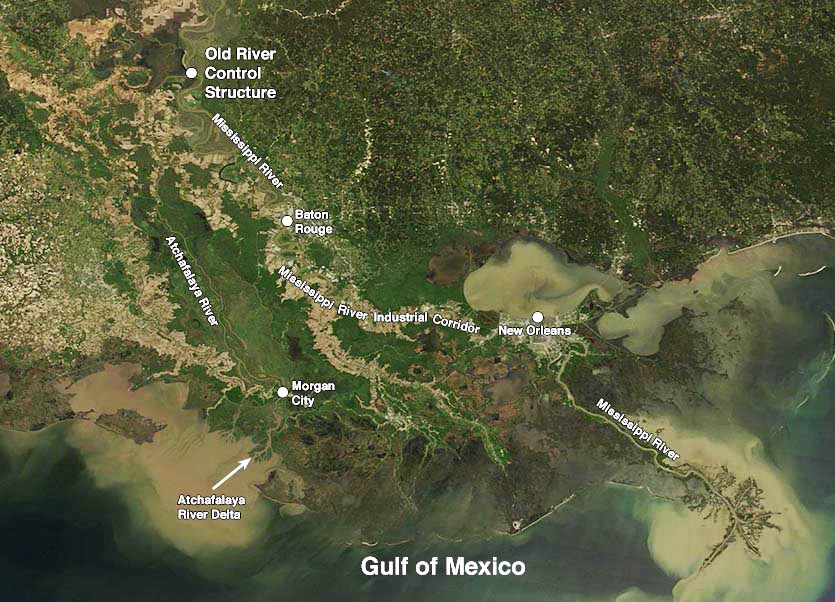 Old River
Control
Structure
Mississippi River
Baton
Rouge
Atchafalaya River
Mississippi River Industrial Corridor
New Orleans
Morgan
City
Mississippi River
Atchafalaya
River Delta
Gulf of Mexico